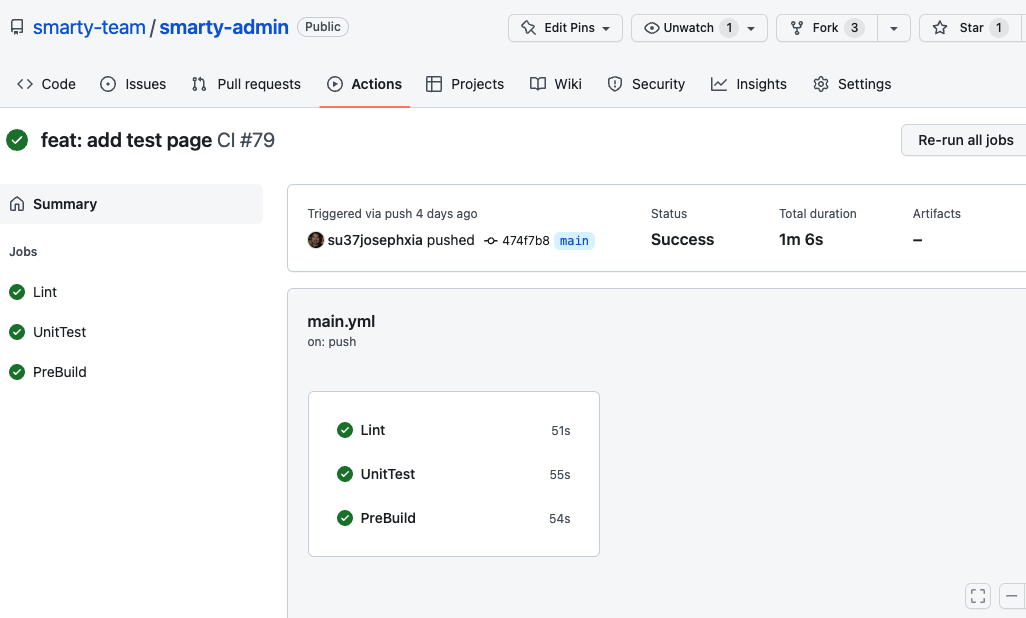 smarty-team / smarty-admin Public
Edit Pins Unwatch 1 Fork 3 Star 1
Code Issues Pull requests Actions Projects Wiki Security Insights Settings
feat: add test page CI #79
Re-run all jobs
Summary
Jobs
Lint
UnitTest
PreBuild
Triggered via push 4 days ago
su37josephxia pushed 474f7b8 main
Status
Success
Total duration
1m 6s
Artifacts
–
main.yml
on: push
Lint 51s
UnitTest 55s
PreBuild 54s